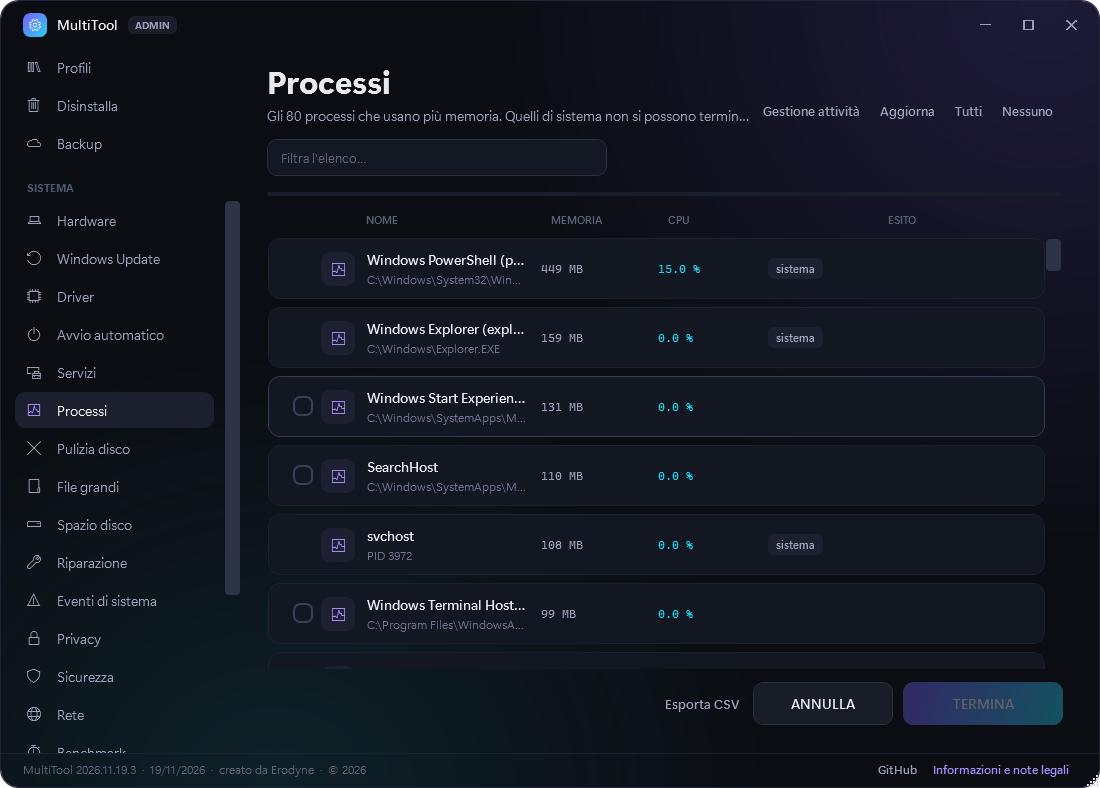 MultiTool ADMIN
Profili
Disinstalla
Backup
SISTEMA
Hardware
Windows Update
Driver
Avvio automatico
Servizi
Processi
Pulizia disco
File grandi
Spazio disco
Riparazione
Eventi di sistema
Privacy
Sicurezza
Rete
Benchmark
Processi
Gli 80 processi che usano più memoria. Quelli di sistema non si possono termin...
Gestione attività Aggiorna Tutti Nessuno
Filtra l'elenco...
NOME MEMORIA CPU ESITO
Windows PowerShell (p...
C:\Windows\System32\Win...
449 MB 15.0 % sistema
Windows Explorer (expl...
C:\Windows\Explorer.EXE
159 MB 0.0 % sistema
Windows Start Experien...
C:\Windows\SystemApps\M...
131 MB 0.0 %
SearchHost
C:\Windows\SystemApps\M...
110 MB 0.0 %
svchost
PID 3972
108 MB 0.0 % sistema
Windows Terminal Host...
C:\Program Files\WindowsA...
99 MB 0.0 %
Esporta CSV ANNULLA TERMINA
MultiTool 2026.11.19.3 · 19/11/2026 · creato da Erodyne · © 2026
GitHub Informazioni e note legali